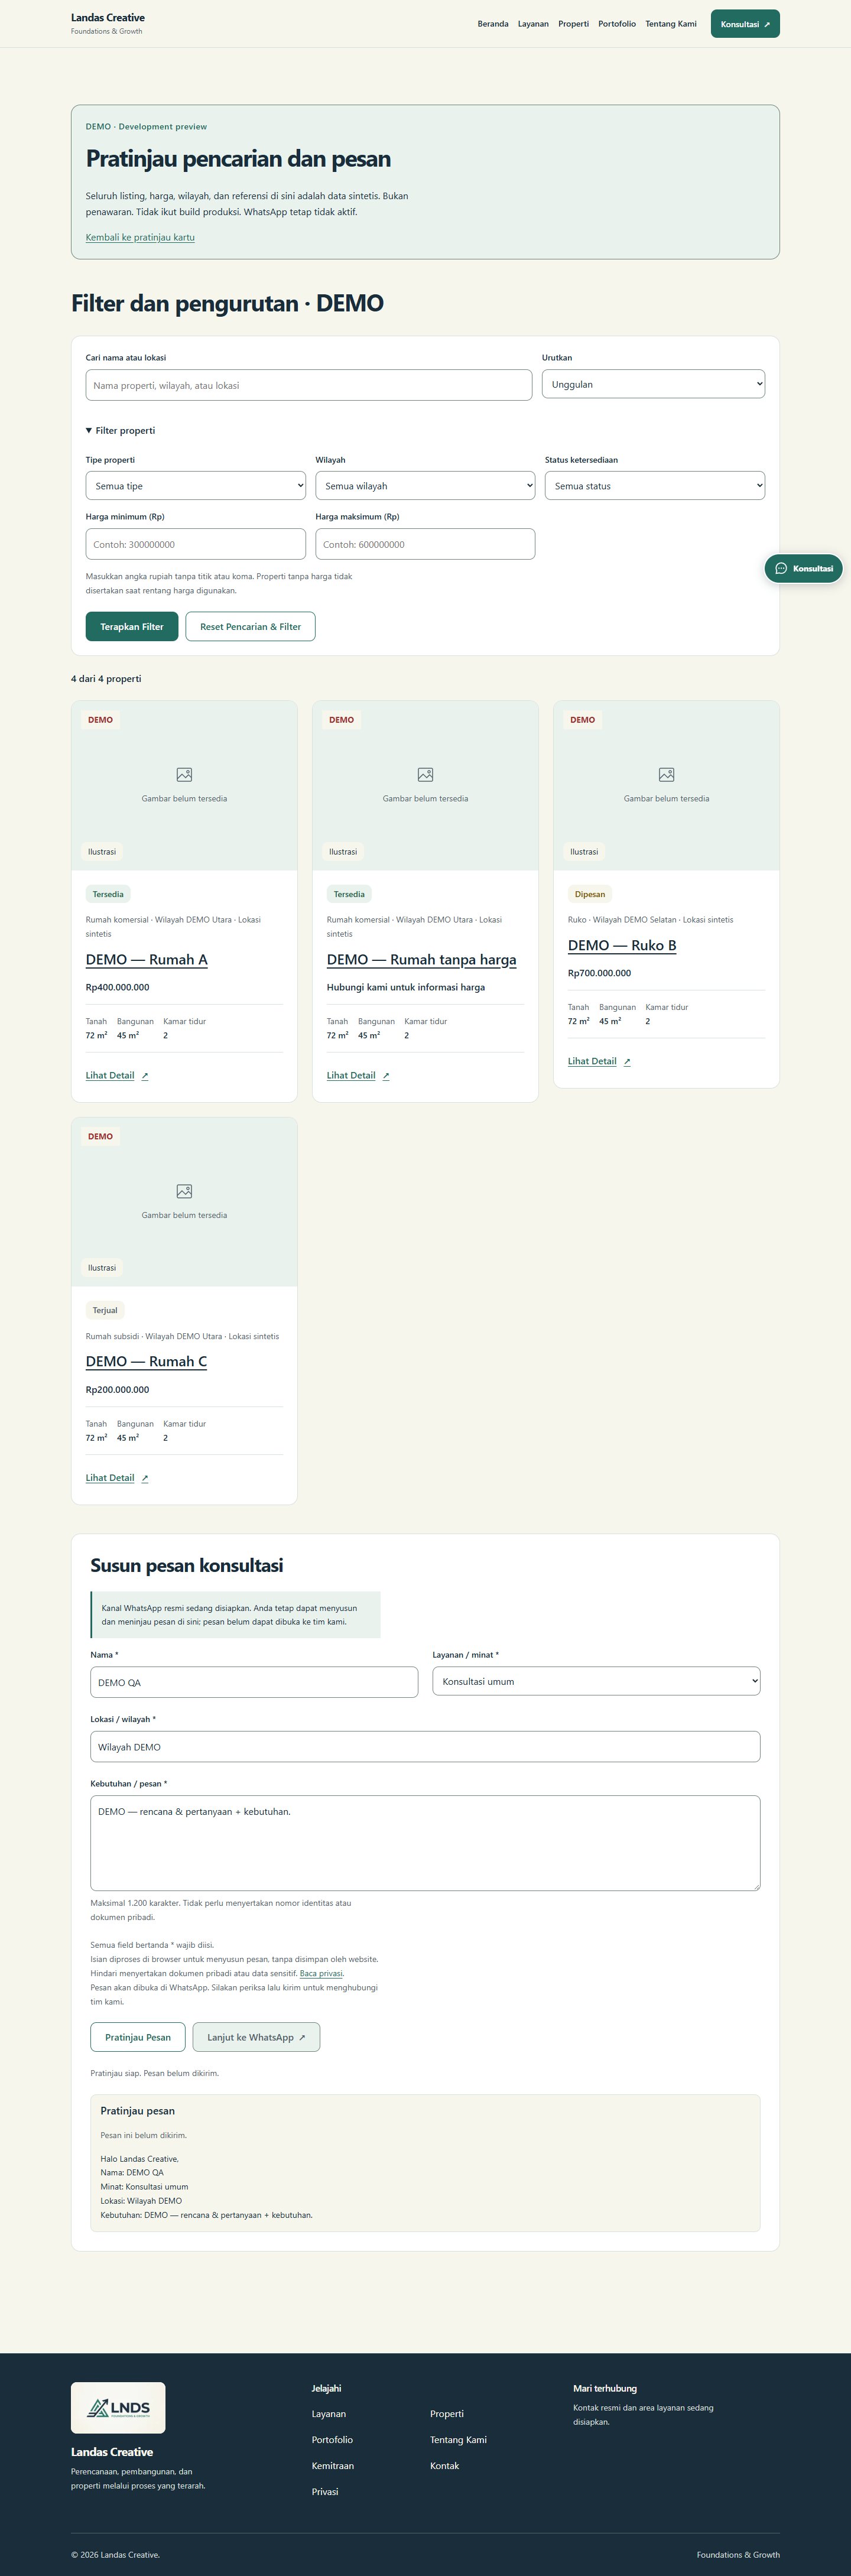 Landas Creative
Foundations & Growth
Beranda Layanan Properti Portofolio Tentang Kami Konsultasi ↗
DEMO · Development preview
Pratinjau pencarian dan pesan
Seluruh listing, harga, wilayah, dan referensi di sini adalah data sintetis. Bukan
penawaran. Tidak ikut build produksi. WhatsApp tetap tidak aktif.
Kembali ke pratinjau kartu
Filter dan pengurutan · DEMO
Cari nama atau lokasi
Nama properti, wilayah, atau lokasi
Urutkan
Unggulan
▼ Filter properti
Tipe properti
Semua tipe
Wilayah
Semua wilayah
Status ketersediaan
Semua status
Harga minimum (Rp)
Contoh: 300000000
Harga maksimum (Rp)
Contoh: 600000000
Masukkan angka rupiah tanpa titik atau koma. Properti tanpa harga tidak
disertakan saat rentang harga digunakan.
Terapkan Filter
Reset Pencarian & Filter
Konsultasi
4 dari 4 properti
DEMO
Gambar belum tersedia
Ilustrasi
Tersedia
Rumah komersial · Wilayah DEMO Utara · Lokasi
sintetis
DEMO — Rumah A
Rp400.000.000
Tanah Bangunan Kamar tidur
72 m² 45 m² 2
Lihat Detail ↗
DEMO
Gambar belum tersedia
Ilustrasi
Tersedia
Rumah komersial · Wilayah DEMO Utara · Lokasi
sintetis
DEMO — Rumah tanpa harga
Hubungi kami untuk informasi harga
Tanah Bangunan Kamar tidur
72 m² 45 m² 2
Lihat Detail ↗
DEMO
Gambar belum tersedia
Ilustrasi
Dipesan
Ruko · Wilayah DEMO Selatan · Lokasi sintetis
DEMO — Ruko B
Rp700.000.000
Tanah Bangunan Kamar tidur
72 m² 45 m² 2
Lihat Detail ↗
DEMO
Gambar belum tersedia
Ilustrasi
Terjual
Rumah subsidi · Wilayah DEMO Utara · Lokasi sintetis
DEMO — Rumah C
Rp200.000.000
Tanah Bangunan Kamar tidur
72 m² 45 m² 2
Lihat Detail ↗
Susun pesan konsultasi
Kanal WhatsApp resmi sedang disiapkan. Anda tetap dapat menyusun
dan meninjau pesan di sini; pesan belum dapat dibuka ke tim kami.
Nama *
DEMO QA
Layanan / minat *
Konsultasi umum
Lokasi / wilayah *
Wilayah DEMO
Kebutuhan / pesan *
DEMO — rencana & pertanyaan + kebutuhan.
Maksimal 1.200 karakter. Tidak perlu menyertakan nomor identitas atau
dokumen pribadi.
Semua field bertanda * wajib diisi.
Isian diproses di browser untuk menyusun pesan, tanpa disimpan oleh website.
Hindari menyertakan dokumen pribadi atau data sensitif. Baca privasi.
Pesan akan dibuka di WhatsApp. Silakan periksa lalu kirim untuk menghubungi
tim kami.
Pratinjau Pesan
Lanjut ke WhatsApp ↗
Pratinjau siap. Pesan belum dikirim.
Pratinjau pesan
Pesan ini belum dikirim.
Halo Landas Creative,
Nama: DEMO QA
Minat: Konsultasi umum
Lokasi: Wilayah DEMO
Kebutuhan: DEMO — rencana & pertanyaan + kebutuhan.
LNDS
FOUNDATIONS & GROWTH
Landas Creative
Perencanaan, pembangunan, dan
properti melalui proses yang terarah.
Jelajahi
Layanan Properti
Portofolio Tentang Kami
Kemitraan Kontak
Privasi
Mari terhubung
Kontak resmi dan area layanan sedang
disiapkan.
© 2026 Landas Creative.
Foundations & Growth